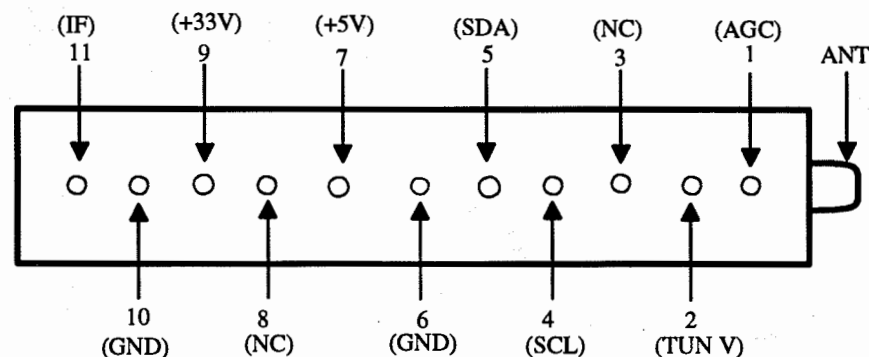 (IF) (+33V) (+5V) (SDA) (NC) (AGC)
11 9 7 5 3 1 ANT
10 8 6 4 2
(GND) (NC) (GND) (SCL) (TUN V)